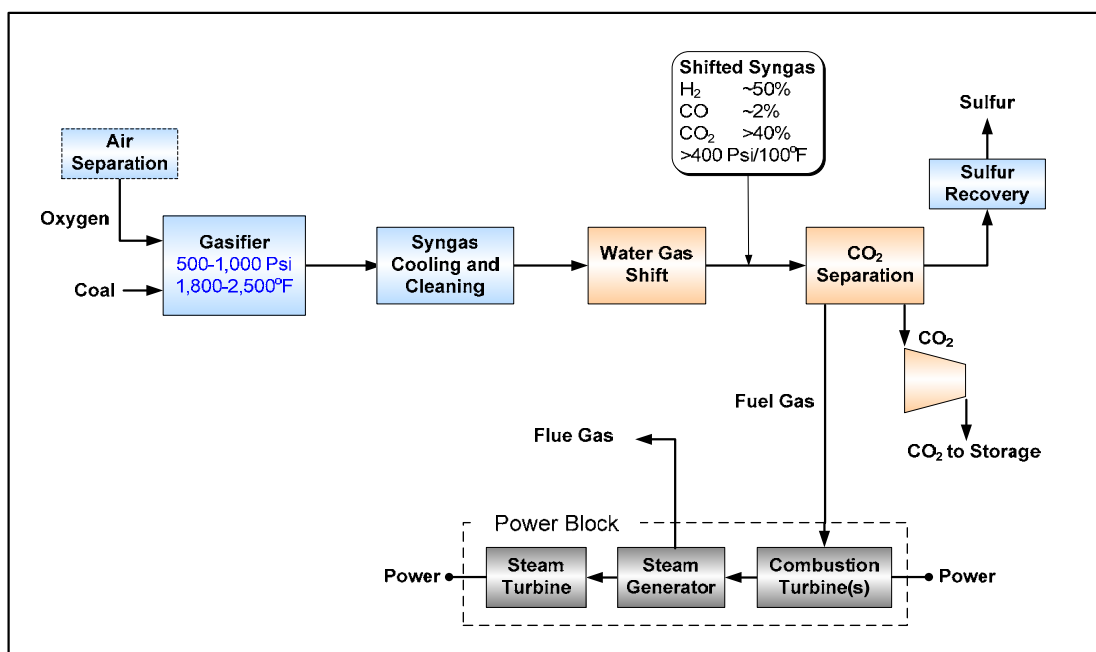 Shifted Syngas
H₂ ~50%
CO ~2%
CO₂ >40%
>400 Psi/100°F
Sulfur
Air
Separation
Sulfur
Recovery
Oxygen
Gasifier
500-1,000 Psi
1,800-2,500°F
Syngas
Cooling and
Cleaning
Water Gas
Shift
CO₂
Separation
Coal
CO₂
Fuel Gas
Flue Gas
CO₂ to Storage
Power Block
Power
Steam
Turbine
Steam
Generator
Combustion
Turbine(s)
Power